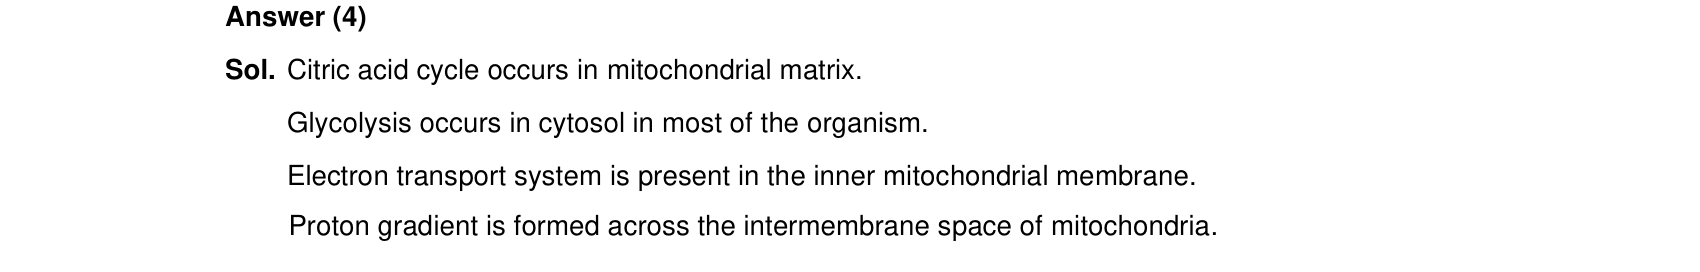 Answer (4)
Sol. Citric acid cycle occurs in mitochondrial matrix.
Glycolysis occurs in cytosol in most of the organism.
Electron transport system is present in the inner mitochondrial membrane.
Proton gradient is formed across the intermembrane space of mitochondria.